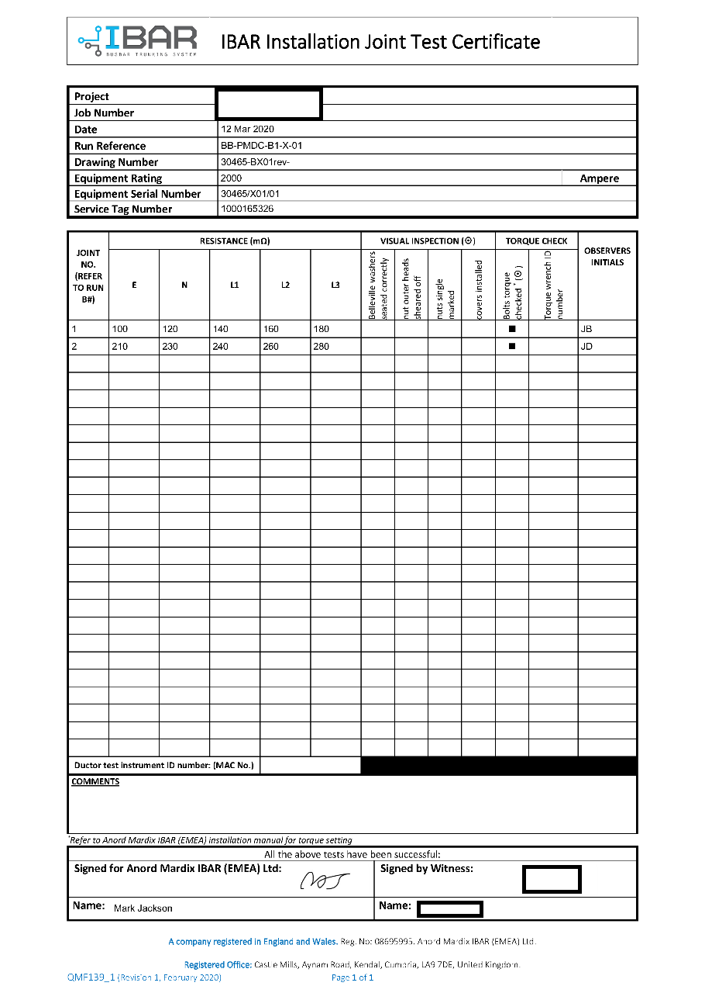 IBAR
BUSBAR TRUNKING SYSTEM
IBAR Installation Joint Test Certificate
Project
Job Number
Date 12 Mar 2020
Run Reference BB-PMDC-B1-X-01
Drawing Number 30465-BX01rev-
Equipment Rating 2000 Ampere
Equipment Serial Number 30465/X01/01
Service Tag Number 1000165326
JOINT NO. (REFER TO RUN B#) RESISTANCE (mΩ) VISUAL INSPECTION (⊙) TORQUE CHECK OBSERVERS INITIALS
E N L1 L2 L3 Belleville washers seated correctly nut outer heads sheared off nuts single marked covers installed Bolts torque checked * (⊙) Torque wrench ID number
1 100 120 140 160 180 ■ JB
2 210 230 240 260 280 ■ JD
Ductor test instrument ID number: (MAC No.)
COMMENTS
*Refer to Anord Mardix IBAR (EMEA) installation manual for torque setting
All the above tests have been successful:
Signed for Anord Mardix IBAR (EMEA) Ltd: Signed by Witness:
Name: Mark Jackson Name:
A company registered in England and Wales. Reg. No: 08695995. Anord Mardix IBAR (EMEA) Ltd.
Registered Office: Castle Mills, Aynam Road, Kendal, Cumbria, LA9 7DE, United Kingdom.
QMF139_1 (Revision 1, February 2020) Page 1 of 1